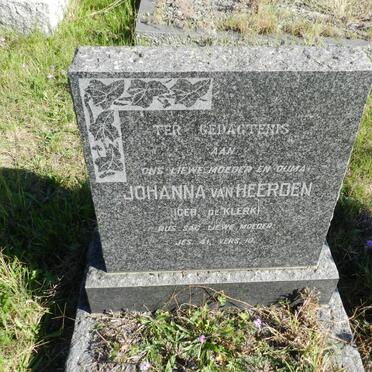 TER GEDAGTENIS
AAN
ONS LIEWE MOEDER EN OUMA
JOHANNA VAN HEERDEN
(GEB. DE KLERK)
RUS SAG LIEWE MOEDER
JES. 41, VERS. 10.